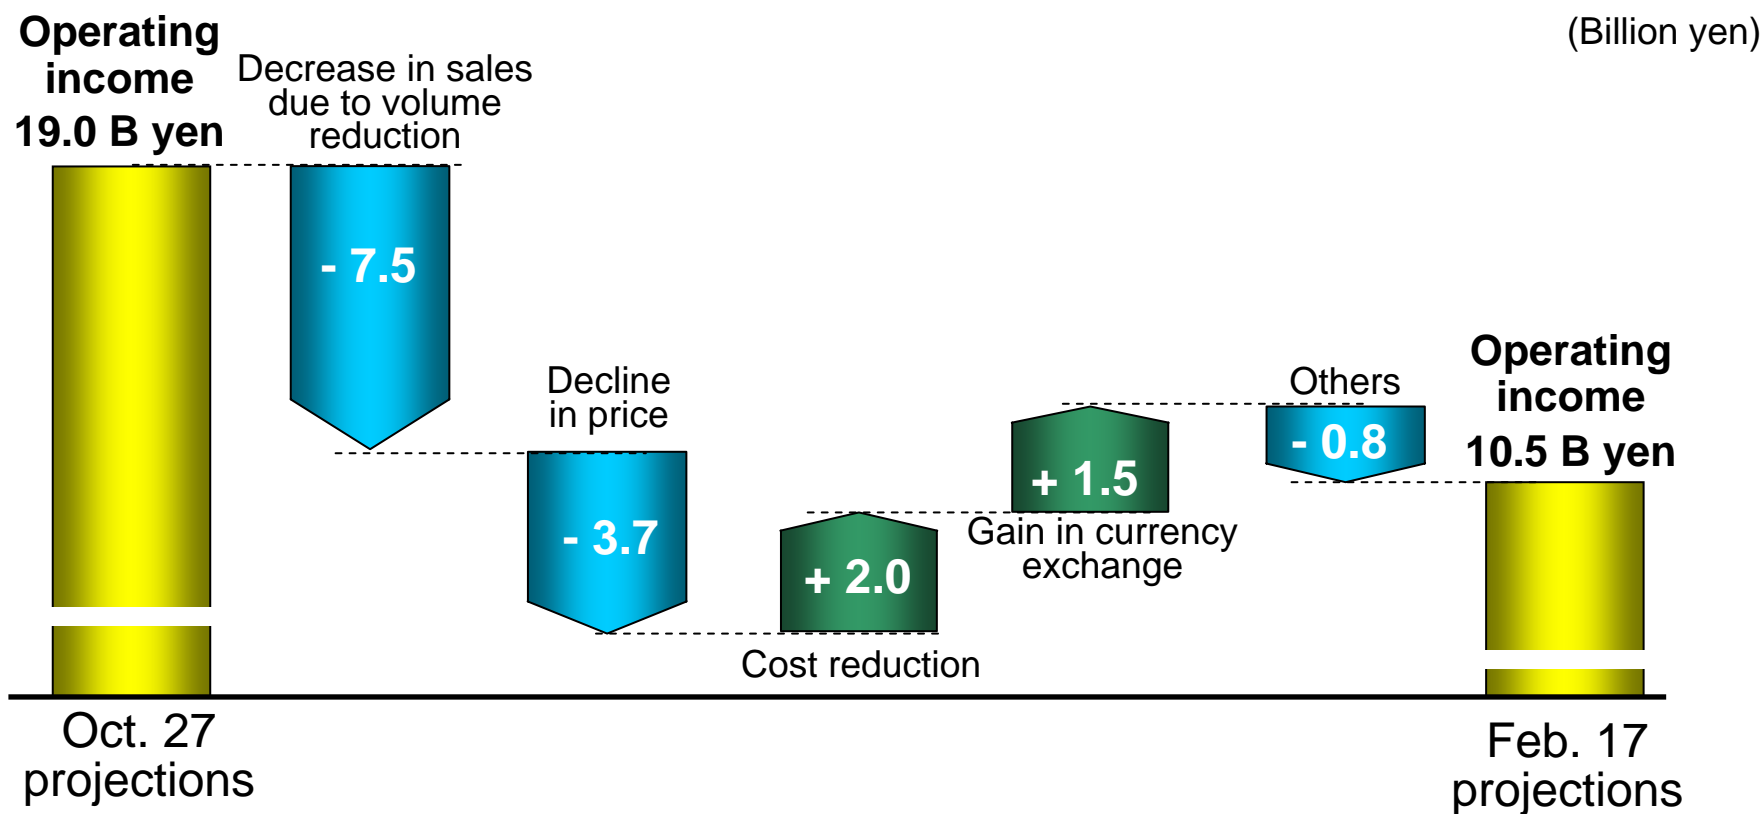 (Billion yen)
Operating
income
19.0 B yen
Decrease in sales
due to volume
reduction
- 7.5
Decline
in price
- 3.7
+ 2.0
Cost reduction
+ 1.5
Gain in currency
exchange
Others
- 0.8
Operating
income
10.5 B yen
Oct. 27
projections
Feb. 17
projections